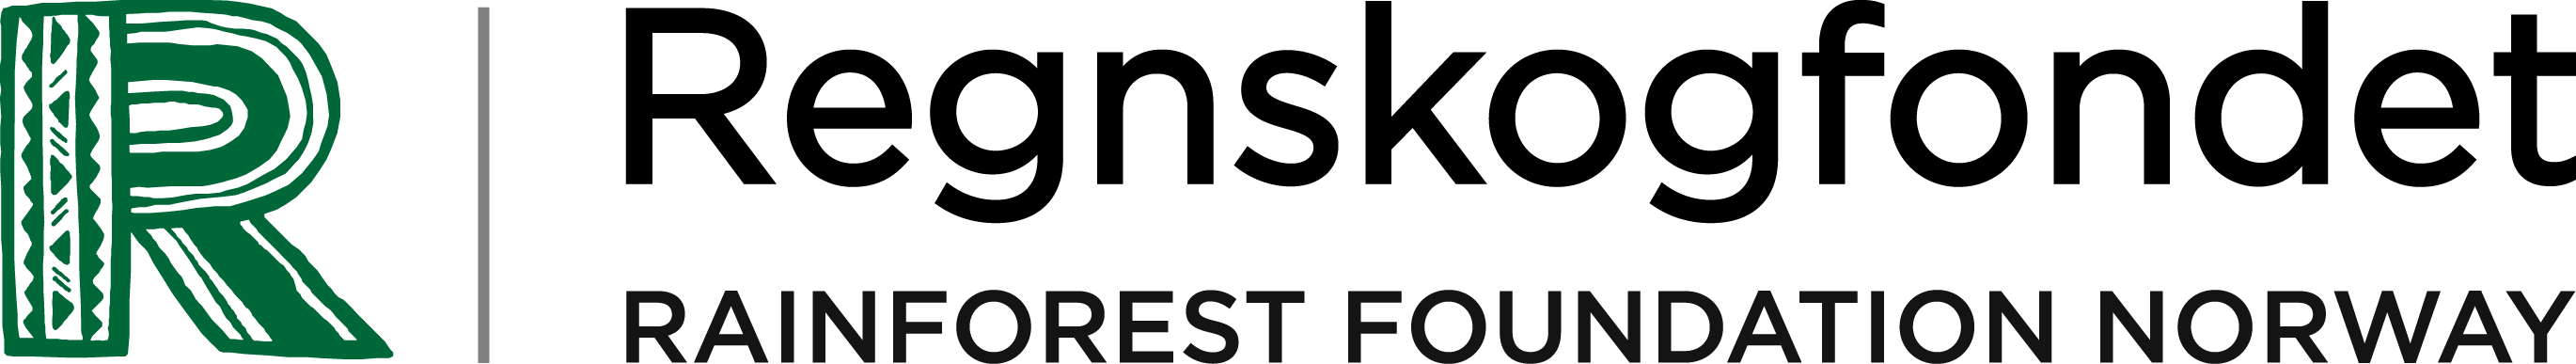 R
Regnskogfondet
RAINFOREST FOUNDATION NORWAY